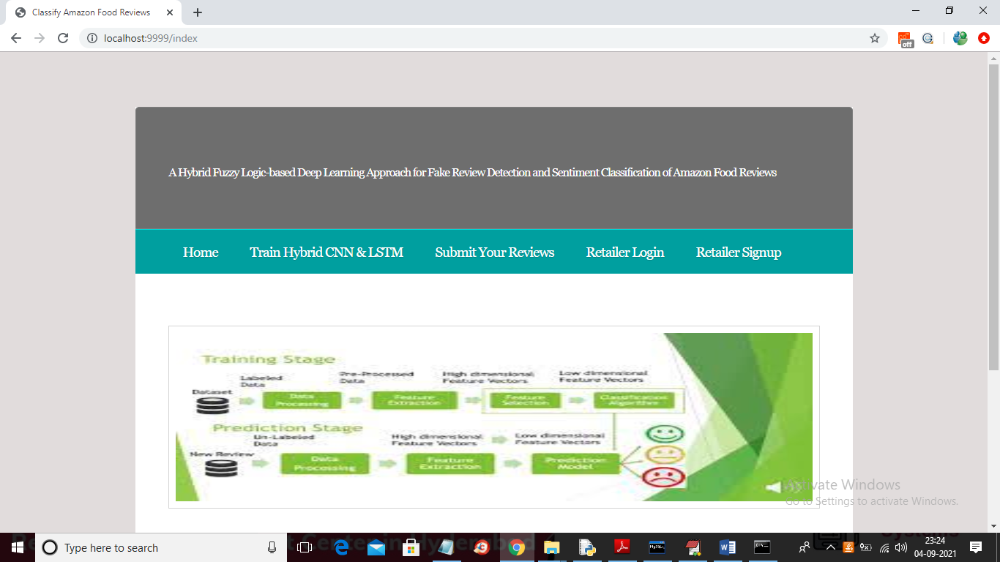 Classify Amazon Food Reviews
localhost:9999/index
off
A Hybrid Fuzzy Logic-based Deep Learning Approach for Fake Review Detection and Sentiment Classification of Amazon Food Reviews
Home Train Hybrid CNN & LSTM Submit Your Reviews Retailer Login Retailer Signup
Training Stage
Labeled Data
Pre-Processed Data
High dimensional Feature Vectors
Low dimensional Feature Vectors
Dataset
Data Processing
Feature Extraction
Feature Selection
Classification Algorithm
Prediction Stage
Un-Labeled Data
High dimensional Feature Vectors
Low dimensional Feature Vectors
New Review
Data Processing
Feature Extraction
Prediction Model
Activate Windows
Go to Settings to activate Windows.
Type here to search
23:24
04-09-2021